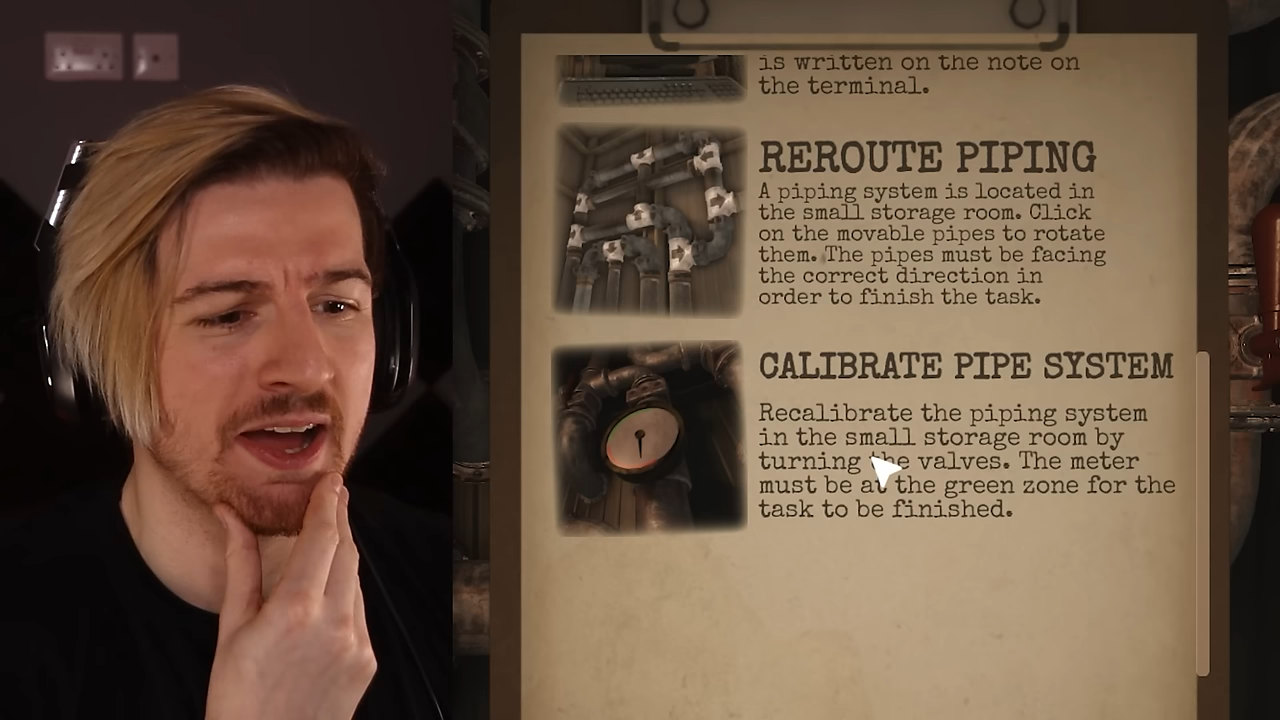 is written on the note on
the terminal.
REROUTE PIPING
A piping system is located in
the small storage room. Click
on the movable pipes to rotate
them. The pipes must be facing
the correct direction in
order to finish the task.
CALIBRATE PIPE SYSTEM
Recalibrate the piping system
in the small storage room by
turning the valves. The meter
must be at the green zone for the
task to be finished.